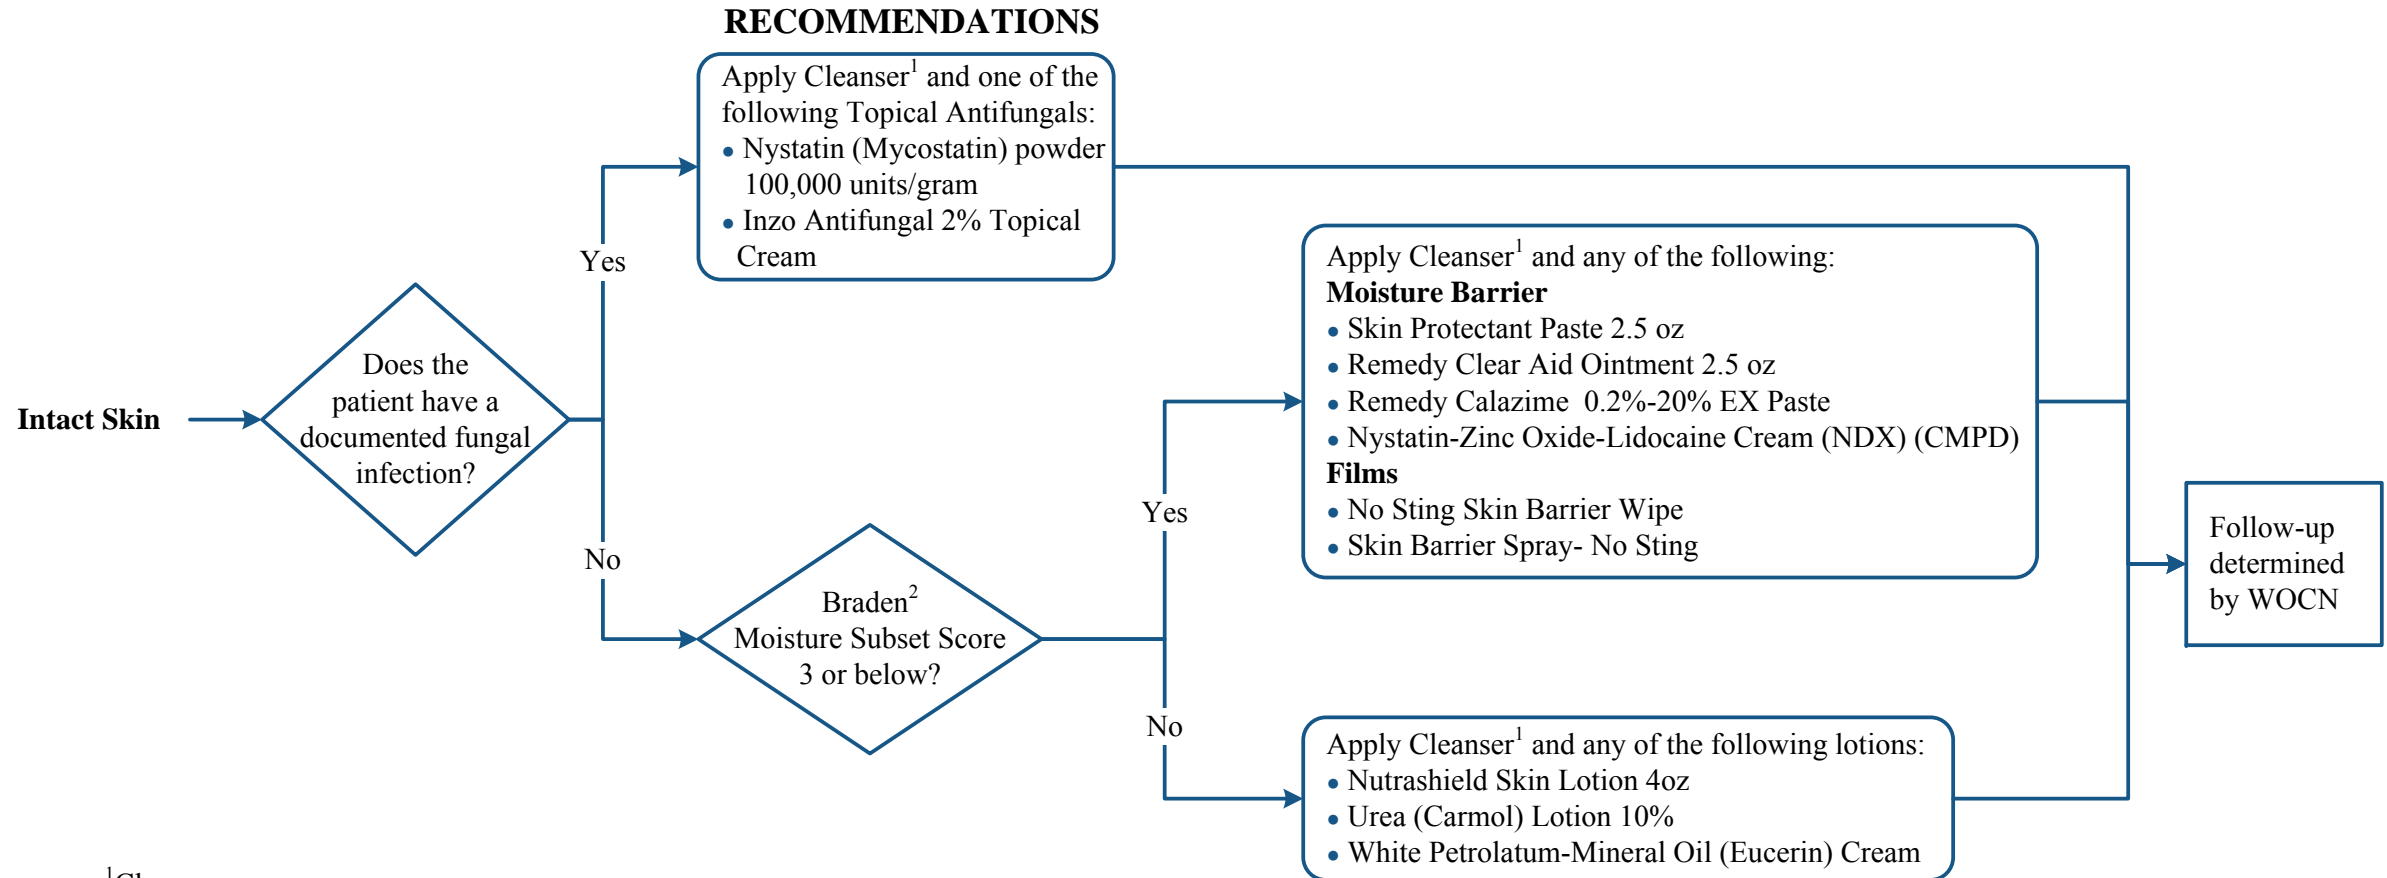 RECOMMENDATIONS
Apply Cleanser¹ and one of the
following Topical Antifungals:
• Nystatin (Mycostatin) powder
100,000 units/gram
• Inzo Antifungal 2% Topical
Cream
Yes
Intact Skin
Does the
patient have a
documented fungal
infection?
No
Braden²
Moisture Subset Score
3 or below?
Yes
Apply Cleanser¹ and any of the following:
Moisture Barrier
• Skin Protectant Paste 2.5 oz
• Remedy Clear Aid Ointment 2.5 oz
• Remedy Calazime 0.2%-20% EX Paste
• Nystatin-Zinc Oxide-Lidocaine Cream (NDX) (CMPD)
Films
• No Sting Skin Barrier Wipe
• Skin Barrier Spray- No Sting
No
Apply Cleanser¹ and any of the following lotions:
• Nutrashield Skin Lotion 4oz
• Urea (Carmol) Lotion 10%
• White Petrolatum-Mineral Oil (Eucerin) Cream
Follow-up
determined
by WOCN